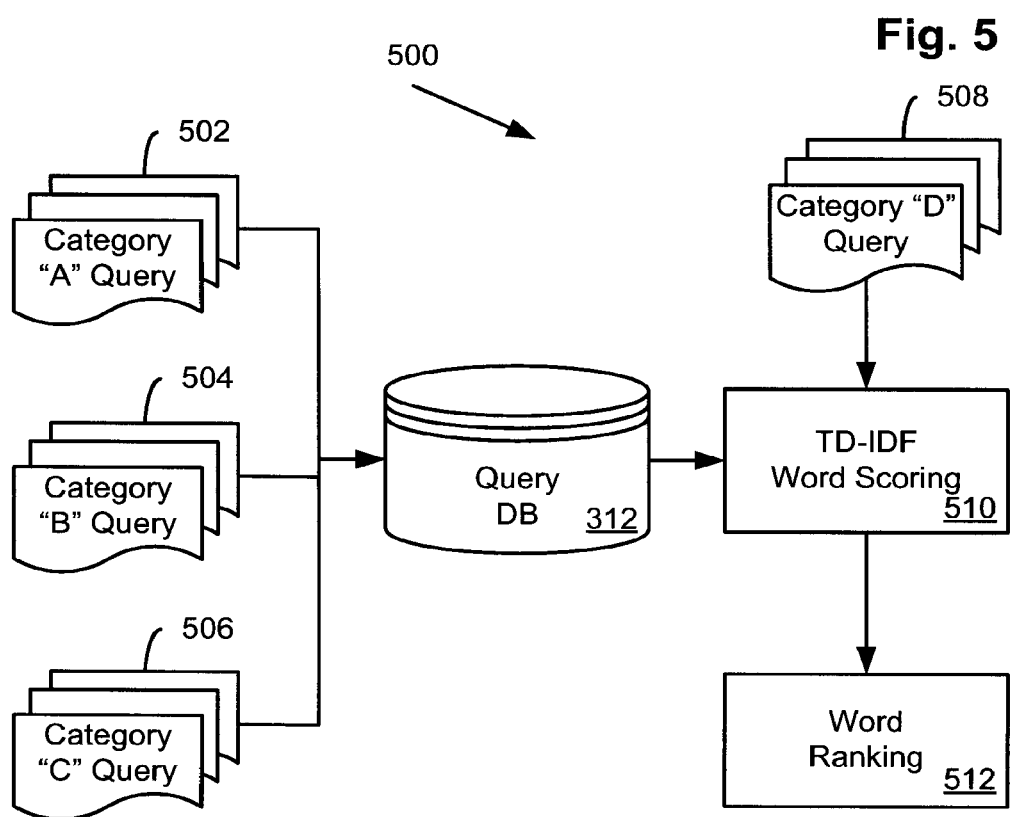 Fig. 5
500
508
502
Category "D"
Query
Category
"A" Query
504
Category
"B" Query
Query
DB
312
TD-IDF
Word Scoring
510
506
Category
"C" Query
Word
Ranking
512